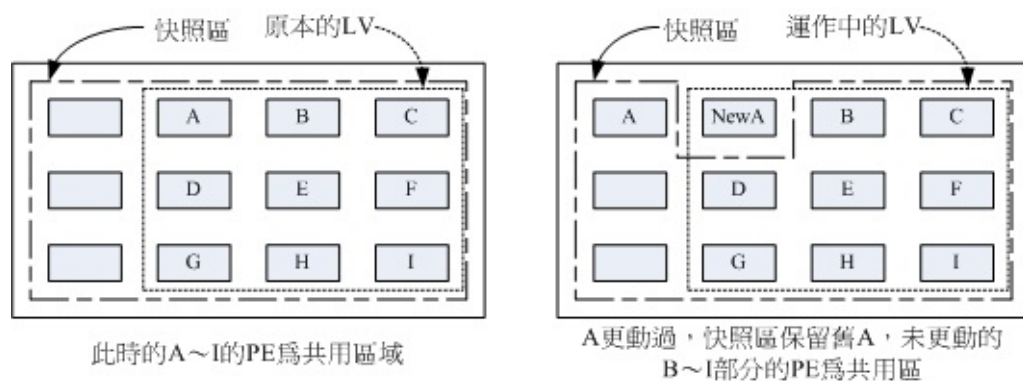 快照區 原本的LV
A B C
D E F
G H I
此時的A～I的PE為共用區域
快照區 運作中的LV
A NewA B C
D E F
G H I
A更動過，快照區保留舊A，未更動的
B～I部分的PE為共用區